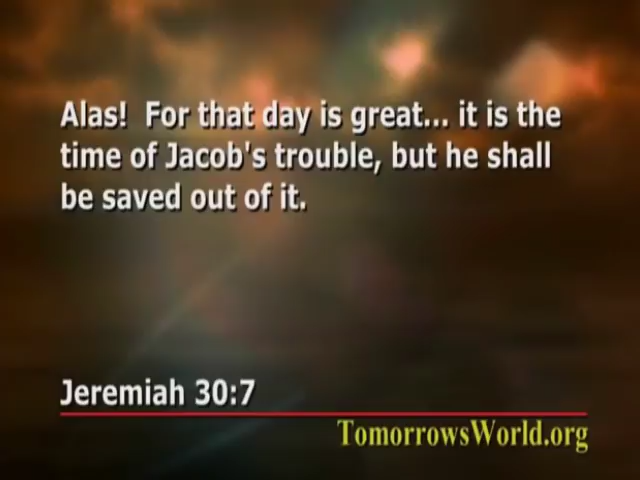 Alas!  For that day is great... it is the
time of Jacob's trouble, but he shall
be saved out of it.
Jeremiah 30:7
TomorrowsWorld.org